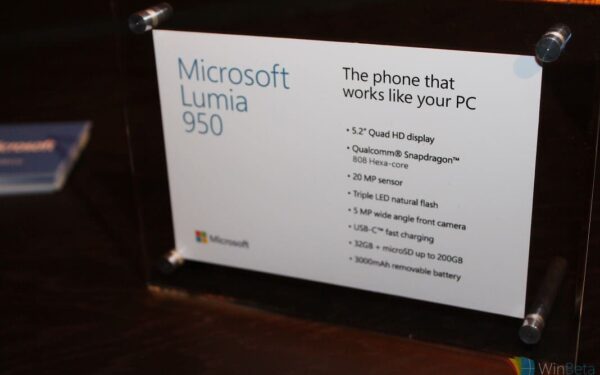 Microsoft
Lumia
950
The phone that
works like your PC
• 5.2" Quad HD display
• Qualcomm® Snapdragon™
808 Hexa-core
• 20 MP sensor
• Triple LED natural flash
• 5 MP wide angle front camera
• USB-C™ fast charging
• 32GB + microSD up to 200GB
• 3000mAh removable battery
Microsoft
WinBeta